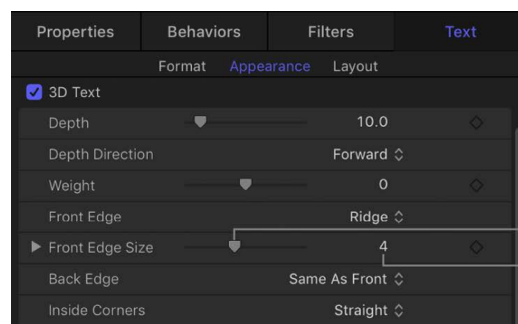 Properties Behaviors Filters Text
Format Appearance Layout
3D Text
Depth 10.0
Depth Direction Forward
Weight 0
Front Edge Ridge
Front Edge Size 4
Back Edge Same As Front
Inside Corners Straight